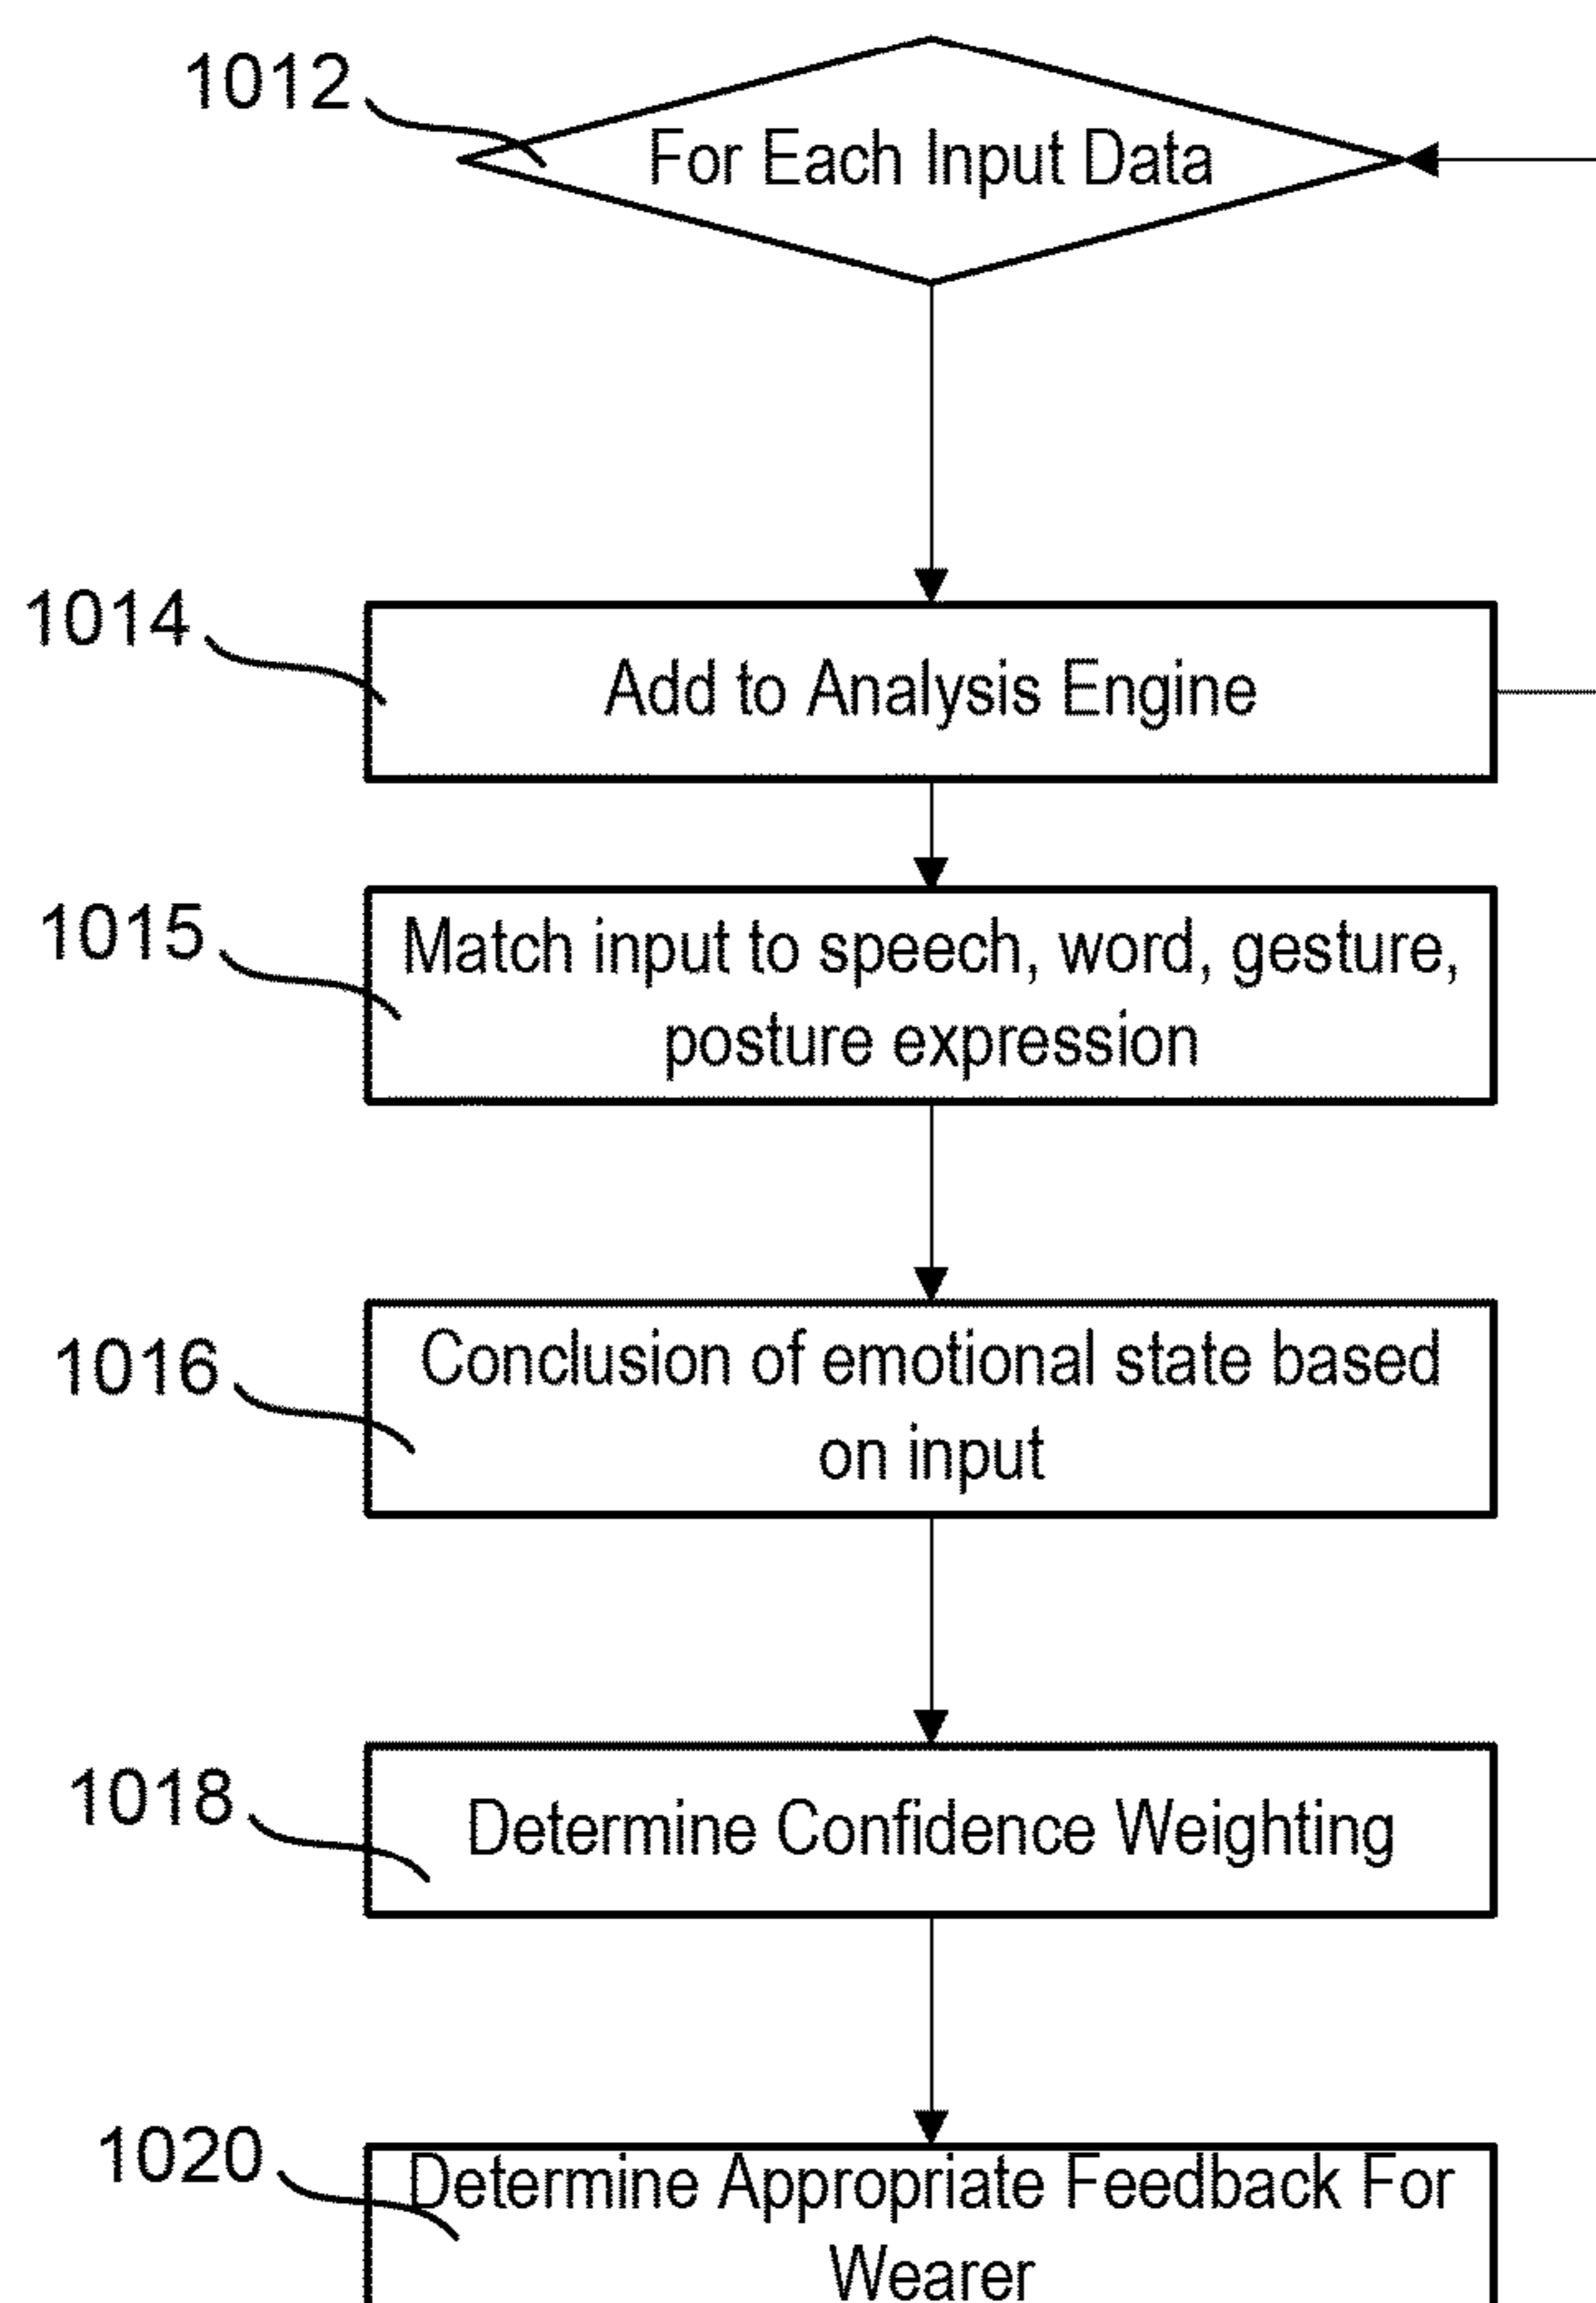 1012
For Each Input Data
1014
Add to Analysis Engine
1015
Match input to speech, word, gesture,
posture expression
1016
Conclusion of emotional state based
on input
1018
Determine Confidence Weighting
1020
Determine Appropriate Feedback For
Wearer